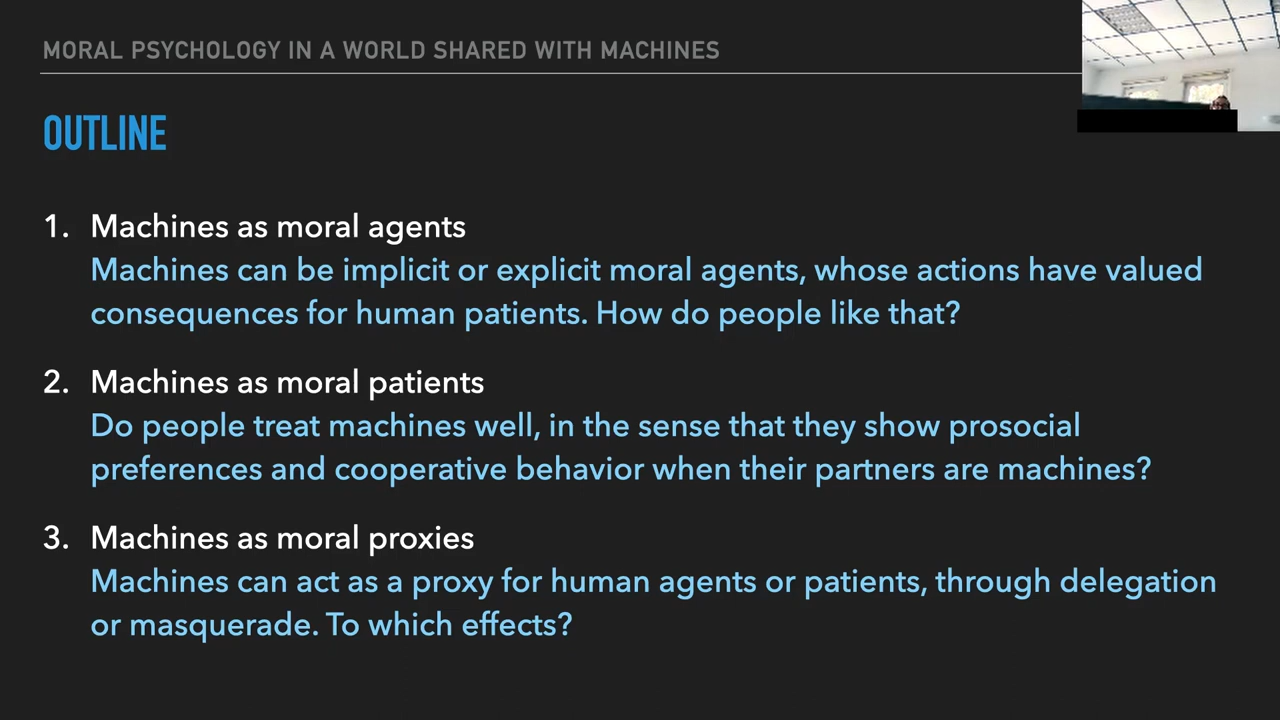 MORAL PSYCHOLOGY IN A WORLD SHARED WITH MACHINES
OUTLINE
1. Machines as moral agents
Machines can be implicit or explicit moral agents, whose actions have valued
consequences for human patients. How do people like that?
2. Machines as moral patients
Do people treat machines well, in the sense that they show prosocial
preferences and cooperative behavior when their partners are machines?
3. Machines as moral proxies
Machines can act as a proxy for human agents or patients, through delegation
or masquerade. To which effects?